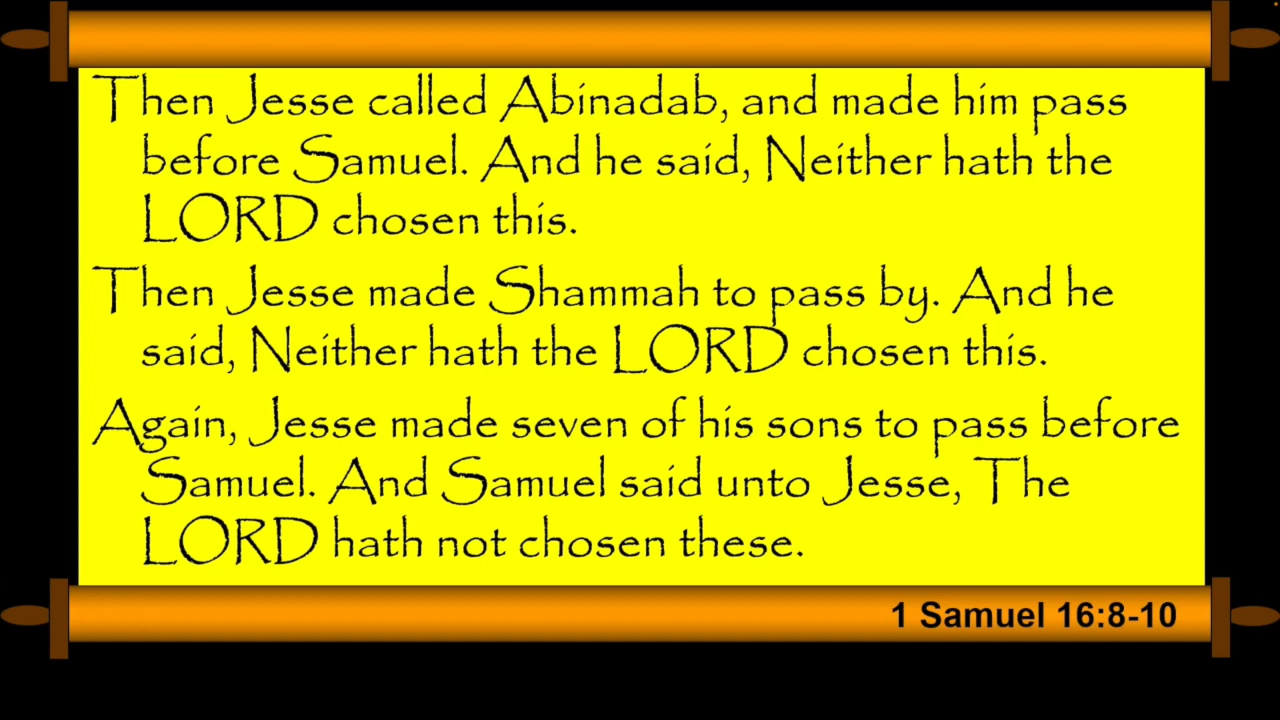 Then Jesse called Abinadab, and made him pass
before Samuel. And he said, Neither hath the
LORD chosen this.
Then Jesse made Shammah to pass by. And he
said, Neither hath the LORD chosen this.
Again, Jesse made seven of his sons to pass before
Samuel. And Samuel said unto Jesse, The
LORD hath not chosen these.
1 Samuel 16:8-10